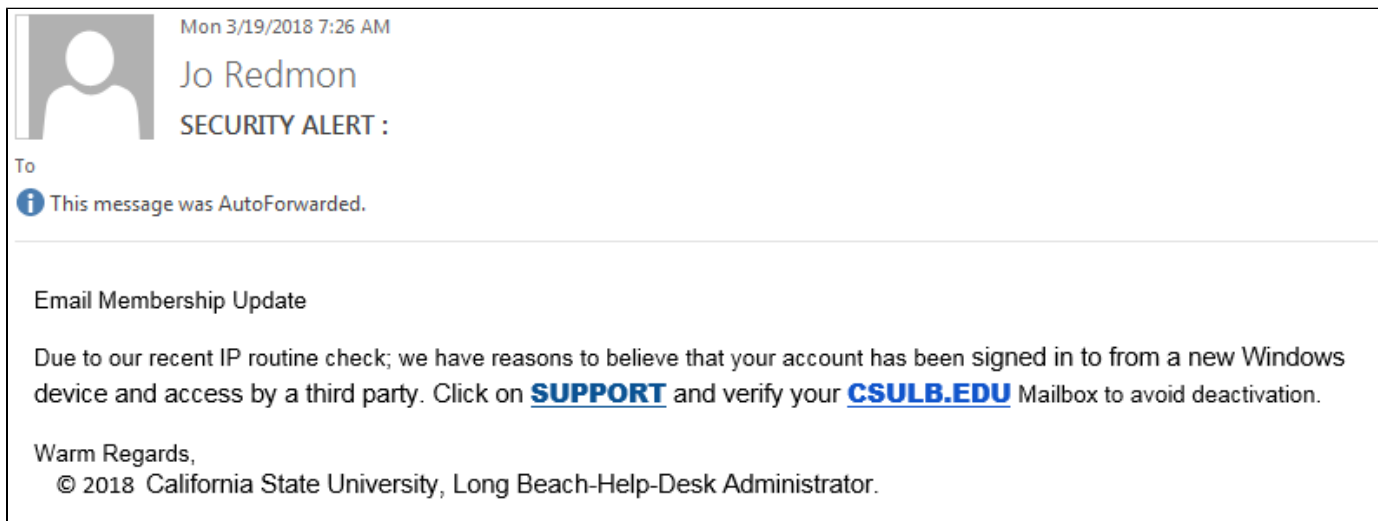 Mon 3/19/2018 7:26 AM
Jo Redmon
SECURITY ALERT :
To
This message was AutoForwarded.
Email Membership Update
Due to our recent IP routine check; we have reasons to believe that your account has been signed in to from a new Windows
device and access by a third party. Click on SUPPORT and verify your CSULB.EDU Mailbox to avoid deactivation.
Warm Regards,
© 2018 California State University, Long Beach-Help-Desk Administrator.